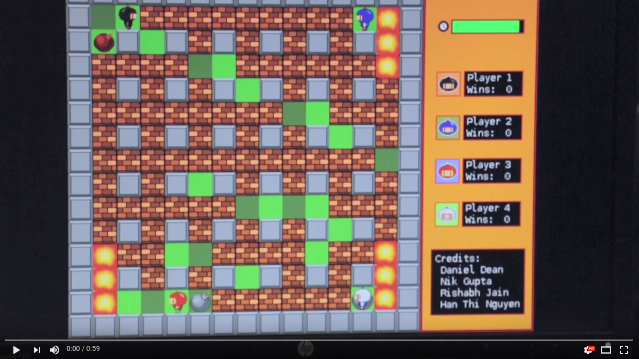 Player 1
Wins: 0
Player 2
Wins: 0
Player 3
Wins: 0
Player 4
Wins: 0
Credits:
Daniel Dean
Nik Gupta
Rishabh Jain
Han Thi Nguyen
0:00 / 0:59